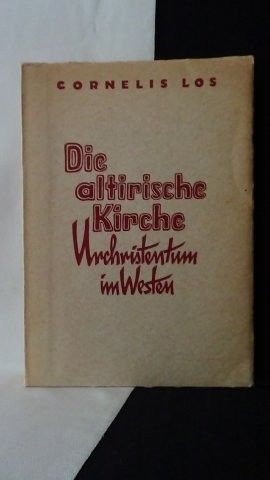 CORNELIS LOS
Die
altirische
Kirche
Urchristentum
im Westen